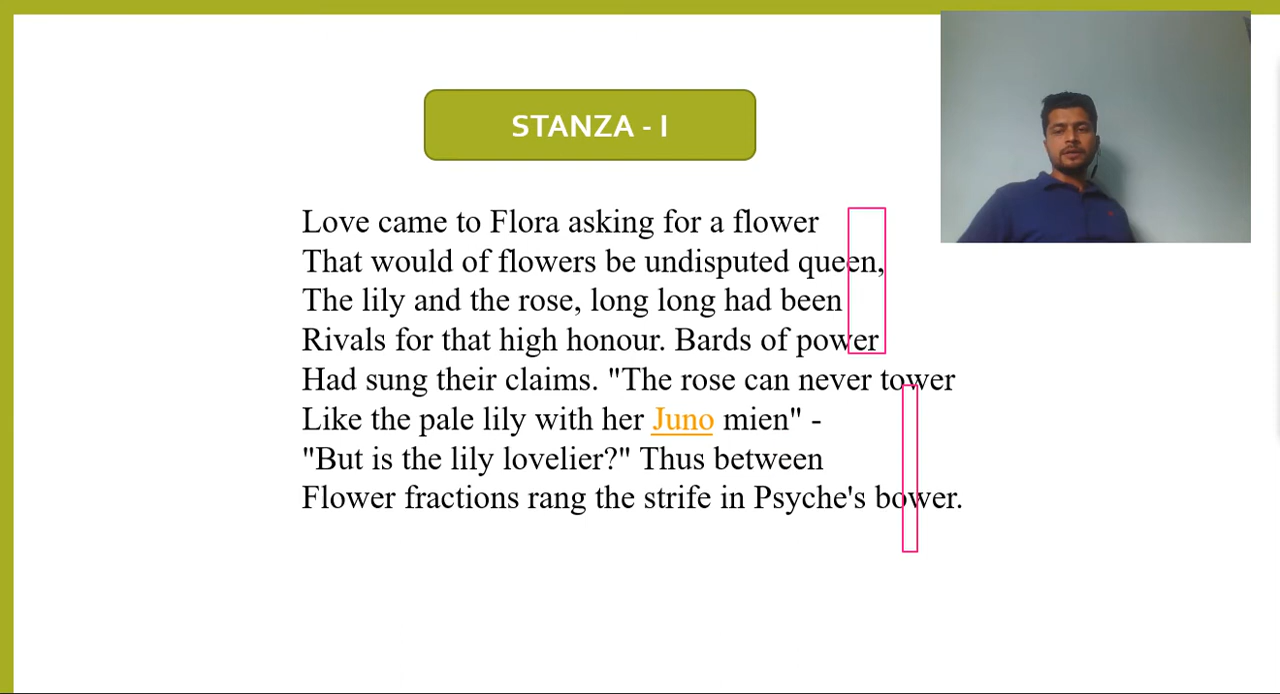 STANZA - I
Love came to Flora asking for a flower
That would of flowers be undisputed queen,
The lily and the rose, long long had been
Rivals for that high honour. Bards of power
Had sung their claims. "The rose can never tower
Like the pale lily with her Juno mien" -
"But is the lily lovelier?" Thus between
Flower fractions rang the strife in Psyche's bower.